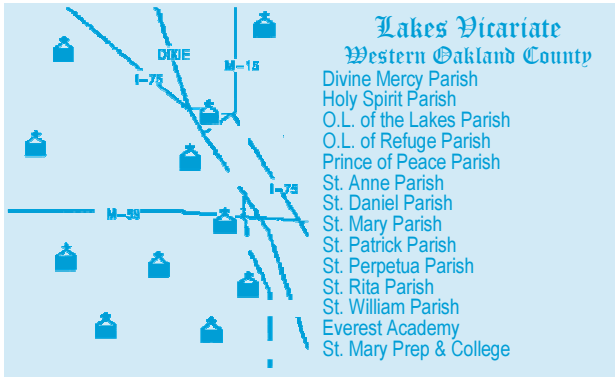 Lakes Vicariate
Western Oakland County
DIXIE
M-15
I-75
Divine Mercy Parish
Holy Spirit Parish
O.L. of the Lakes Parish
O.L. of Refuge Parish
Prince of Peace Parish
St. Anne Parish
I-75
St. Daniel Parish
M-59
St. Mary Parish
St. Patrick Parish
St. Perpetua Parish
St. Rita Parish
St. William Parish
Everest Academy
St. Mary Prep & College